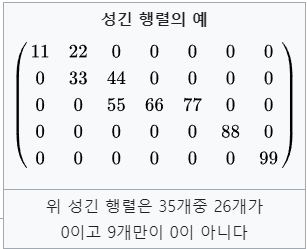 성긴 행렬의 예
11 22 0 0 0 0 0
0 33 44 0 0 0 0
0 0 55 66 77 0 0
0 0 0 0 0 88 0
0 0 0 0 0 0 99
위 성긴 행렬은 35개중 26개가
0이고 9개만이 0이 아니다